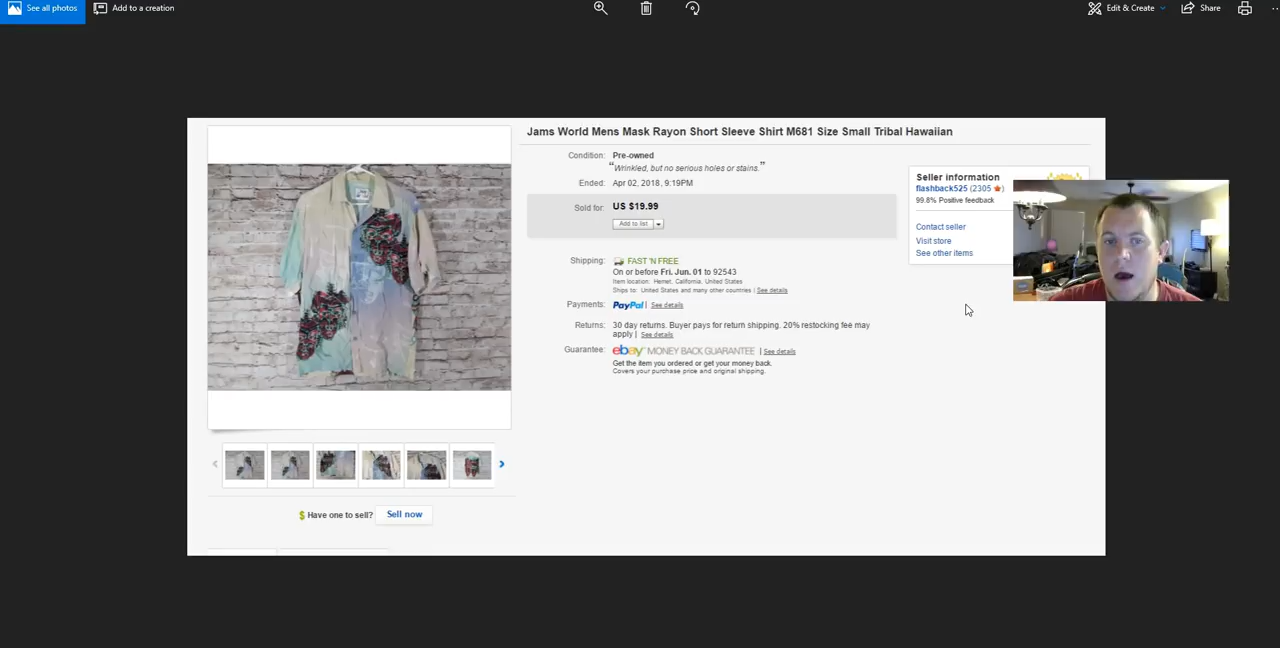 See all photos
Add to a creation
Edit & Create
Share
Jams World Mens Mask Rayon Short Sleeve Shirt M681 Size Small Tribal Hawaiian
Condition: Pre-owned
"Wrinkled, but no serious holes or stains."
Ended: Apr 02, 2018, 9:19PM
Sold for: US $19.99
Add to list
Shipping: FAST 'N FREE
On or before Fri. Jun. 01 to 92543
Item location: Hemet, California, United States
Ships to: United States and many other countries | See details
Payments: PayPal | See details
Returns: 30 day returns. Buyer pays for return shipping. 20% restocking fee may
apply | See details
Guarantee: ebay MONEY BACK GUARANTEE | See details
Get the item you ordered or get your money back.
Covers your purchase price and original shipping.
Seller information
flashback525 (2305)
99.8% Positive feedback
Contact seller
Visit store
See other items
$ Have one to sell? Sell now